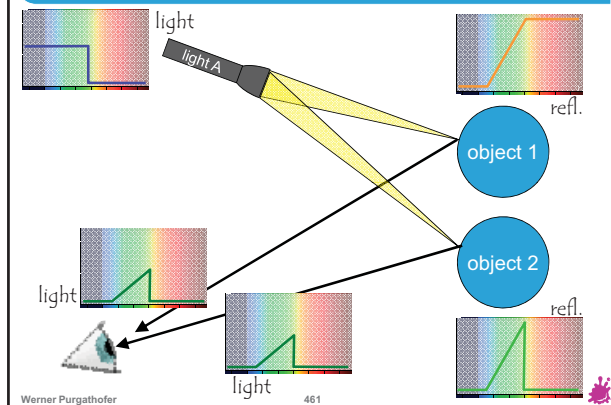 light
light A
refl.
object 1
object 2
light
refl.
light
Werner Purgathofer
461